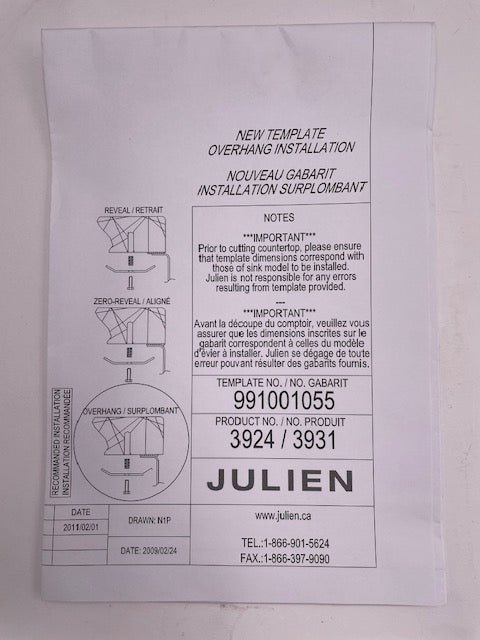 NEW TEMPLATE
OVERHANG INSTALLATION
NOUVEAU GABARIT
INSTALLATION SURPLOMBANT
REVEAL / RETRAIT
ZERO-REVEAL / ALIGNÉ
OVERHANG / SURPLOMBANT
RECOMMANDED INSTALLATION
INSTALLATION RECOMMANDÉE
NOTES
***IMPORTANT***
Prior to cutting countertop, please ensure
that template dimensions correspond with
those of sink model to be installed.
Julien is not responsible for any errors
resulting from template provided.
---
***IMPORTANT***
Avant la découpe du comptoir, veuillez vous
assurer que les dimensions inscrites sur le
gabarit correspondent à celles du modèle
d'évier à installer. Julien se dégage de toute
erreur pouvant résulter des gabarits fournis.
TEMPLATE NO. / NO. GABARIT
991001055
PRODUCT NO. / NO. PRODUIT
3924 / 3931
JULIEN
DATE
2011/02/01
DRAWN: N1P
DATE: 2009/02/24
www.julien.ca
TEL.:1-866-901-5624
FAX.:1-866-397-9090